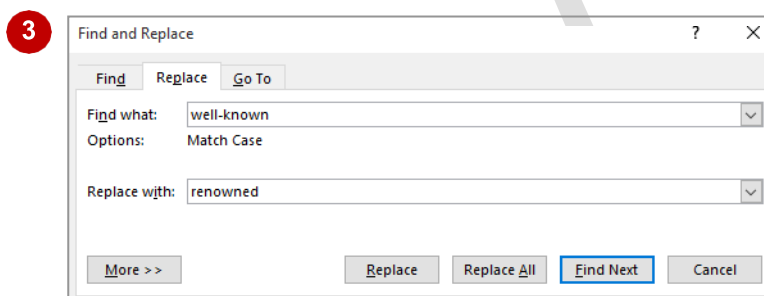 3
Find and Replace ?
Find Replace Go To
Find what: well-known
Options: Match Case
Replace with: renowned
More >> Replace Replace All Find Next Cancel